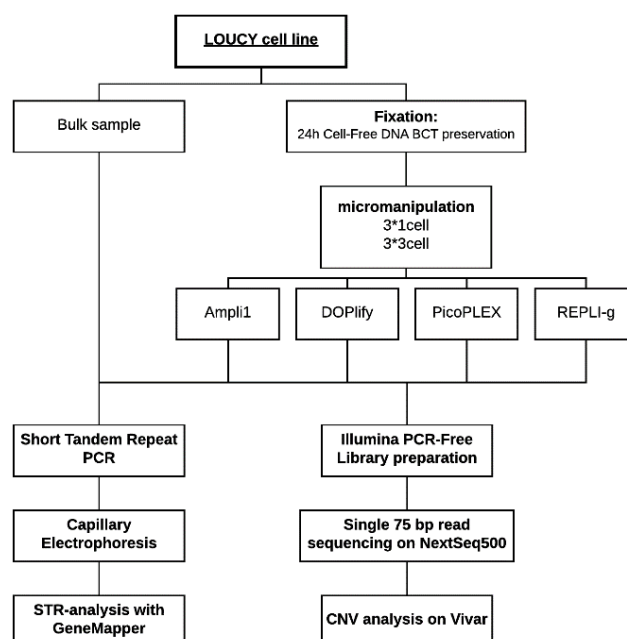 LOUCY cell line
Bulk sample
Fixation:
24h Cell-Free DNA BCT preservation
micromanipulation
3*1cell
3*3cell
Ampli1
DOPlify
PicoPLEX
REPLI-g
Short Tandem Repeat
PCR
Illumina PCR-Free
Library preparation
Capillary
Electrophoresis
Single 75 bp read
sequencing on NextSeq500
STR-analysis with
GeneMapper
CNV analysis on Vivar